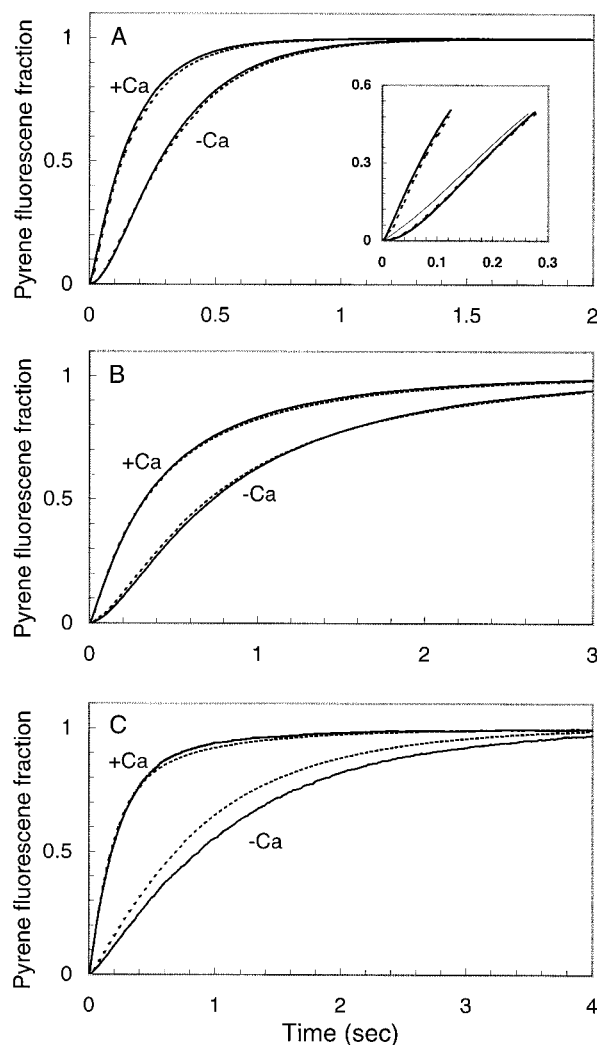 A
Pyrene fluorescene fraction
1
0.5
0
+Ca
-Ca
0.6
0.3
0
0 0.1 0.2 0.3
0 0.5 1 1.5 2
B
Pyrene fluorescene fraction
1
0.5
0
+Ca
-Ca
0 1 2 3
C
Pyrene fluorescene fraction
1
0.5
0
+Ca
-Ca
0 1 2 3 4
Time (sec)